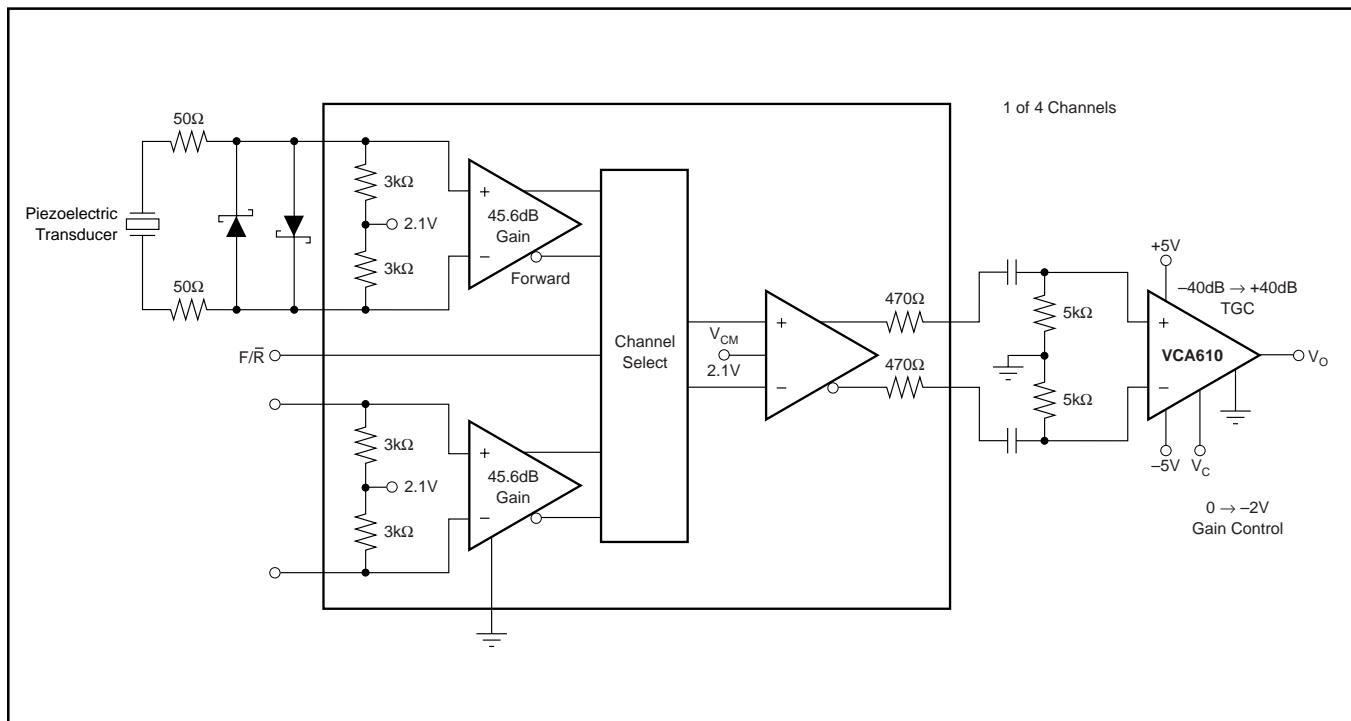 1 of 4 Channels
50Ω
Piezoelectric
Transducer
50Ω
3kΩ
2.1V
3kΩ
+
45.6dB
Gain
−
Forward
F/R̅
3kΩ
2.1V
3kΩ
+
45.6dB
Gain
−
Channel
Select
V_CM
2.1V
+
−
470Ω
470Ω
5kΩ
5kΩ
+5V
–40dB → +40dB
TGC
+
VCA610
−
V_O
–5V
V_C
0 → –2V
Gain Control